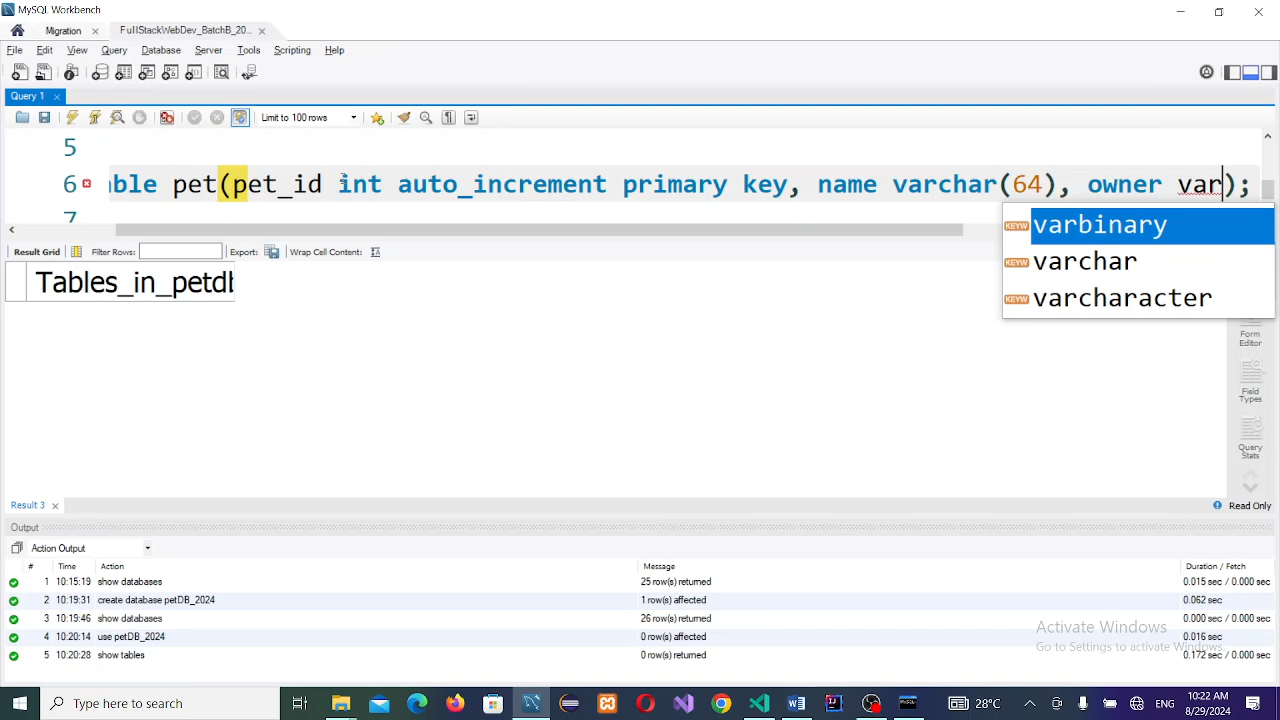 MySQL Workbench
Migration FullStackWebDev_BatchB_20...
File Edit View Query Database Server Tools Scripting Help
Query 1
Limit to 100 rows
5
6 able pet(pet_id int auto_increment primary key, name varchar(64), owner var);
7
varbinary
varchar
varcharacter
Result Grid Filter Rows: Export: Wrap Cell Content:
Tables_in_petdb
Form Editor
Field Types
Query Stats
Result 3 Read Only
Output
Action Output
# Time Action Message Duration / Fetch
1 10:15:19 show databases 25 row(s) returned 0.015 sec / 0.000 sec
2 10:19:31 create database petDB_2024 1 row(s) affected 0.062 sec
3 10:19:46 show databases 26 row(s) returned 0.000 sec / 0.000 sec
4 10:20:14 use petDB_2024 0 row(s) affected 0.016 sec
5 10:20:28 show tables 0 row(s) returned 0.172 sec / 0.000 sec
Activate Windows
Go to Settings to activate Windows.
Type here to search 28°C ENG 10:22 AM
8/29/2024